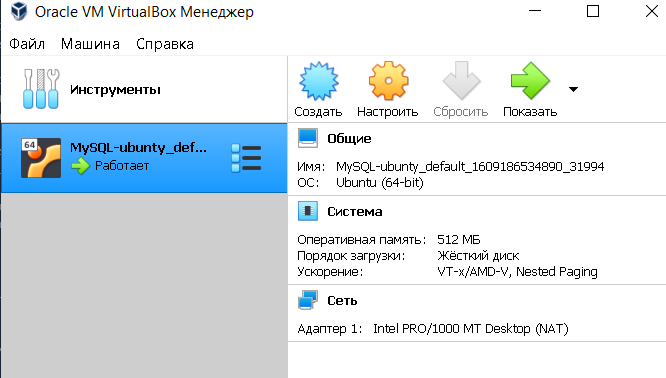 Oracle VM VirtualBox Менеджер
Файл Машина Справка
Инструменты
Создать Настроить Сбросить Показать
64
MySQL-ubunty_def...
Работает
Общие
Имя: MySQL-ubunty_default_1609186534890_31994
ОС: Ubuntu (64-bit)
Система
Оперативная память: 512 МБ
Порядок загрузки: Жёсткий диск
Ускорение: VT-x/AMD-V, Nested Paging
Сеть
Адаптер 1: Intel PRO/1000 MT Desktop (NAT)